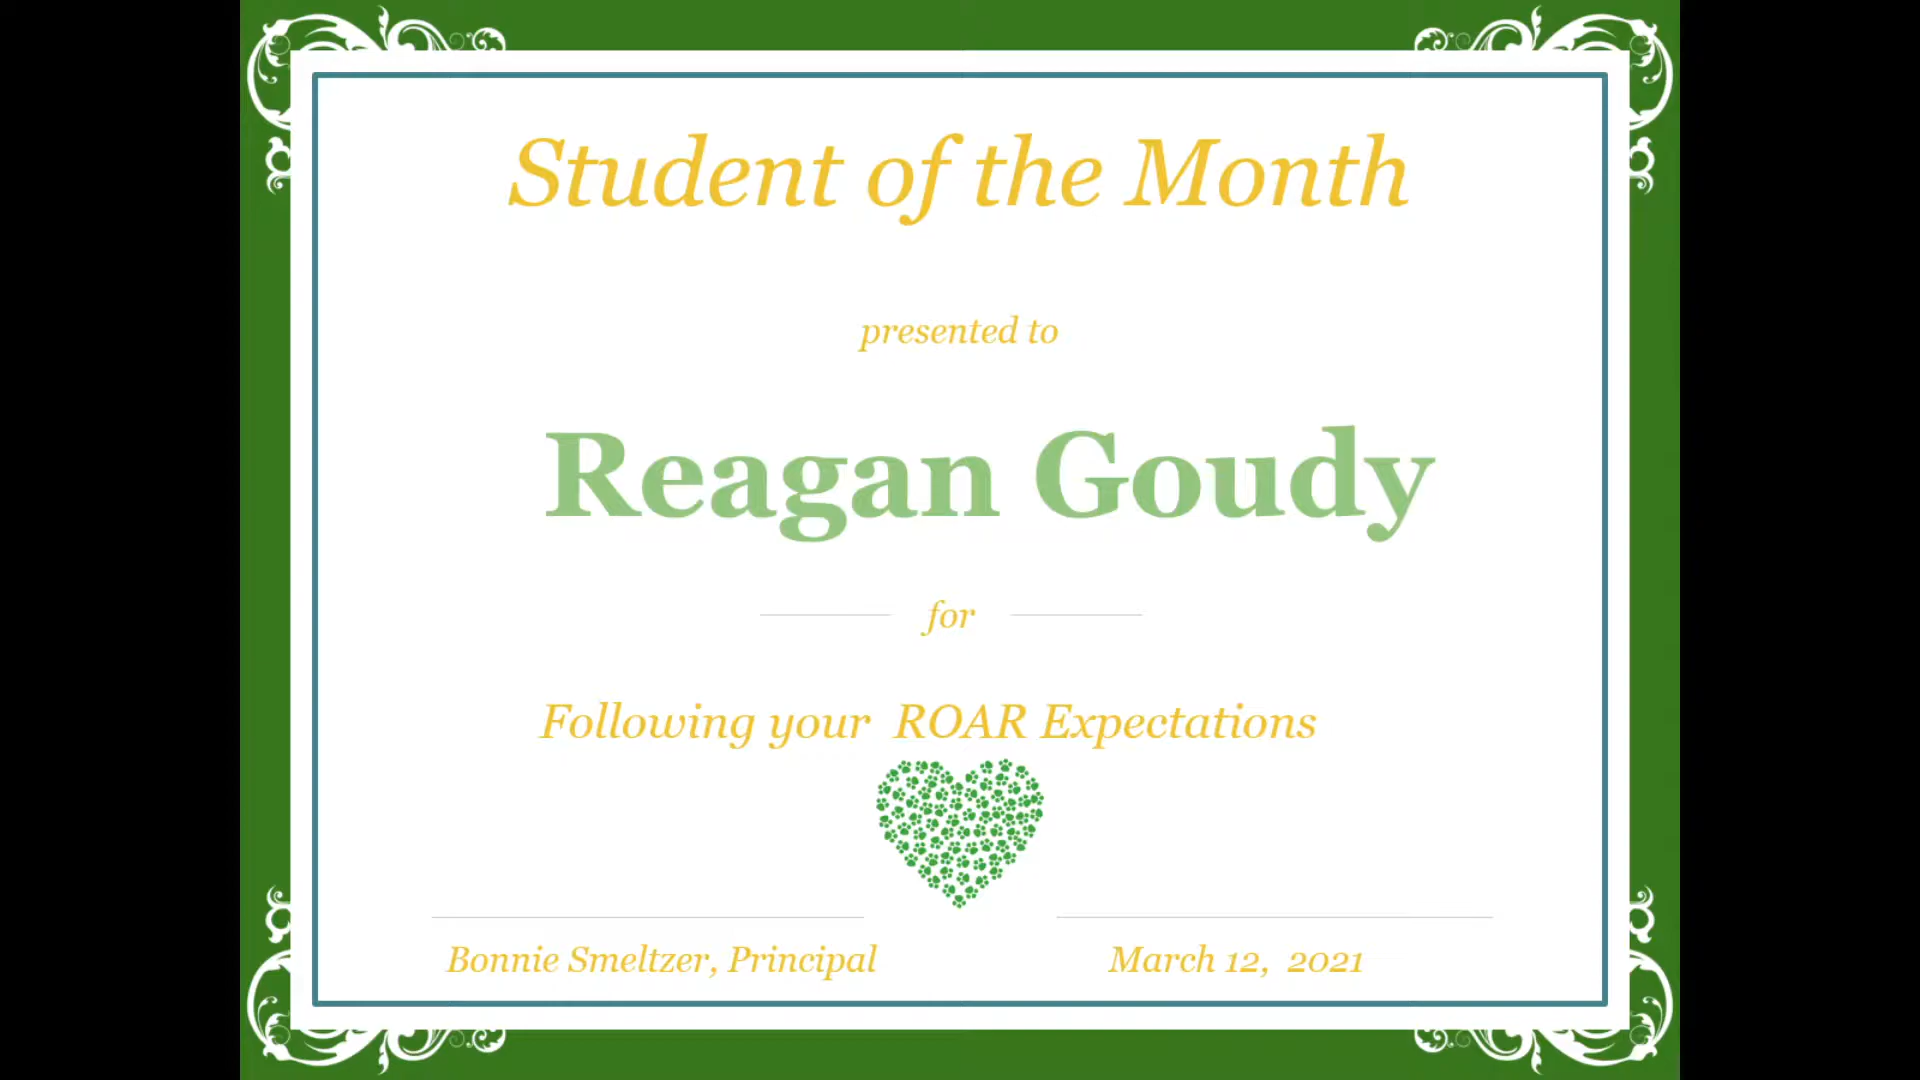 Student of the Month
presented to
Reagan Goudy
for
Following your ROAR Expectations
Bonnie Smeltzer, Principal
March 12, 2021